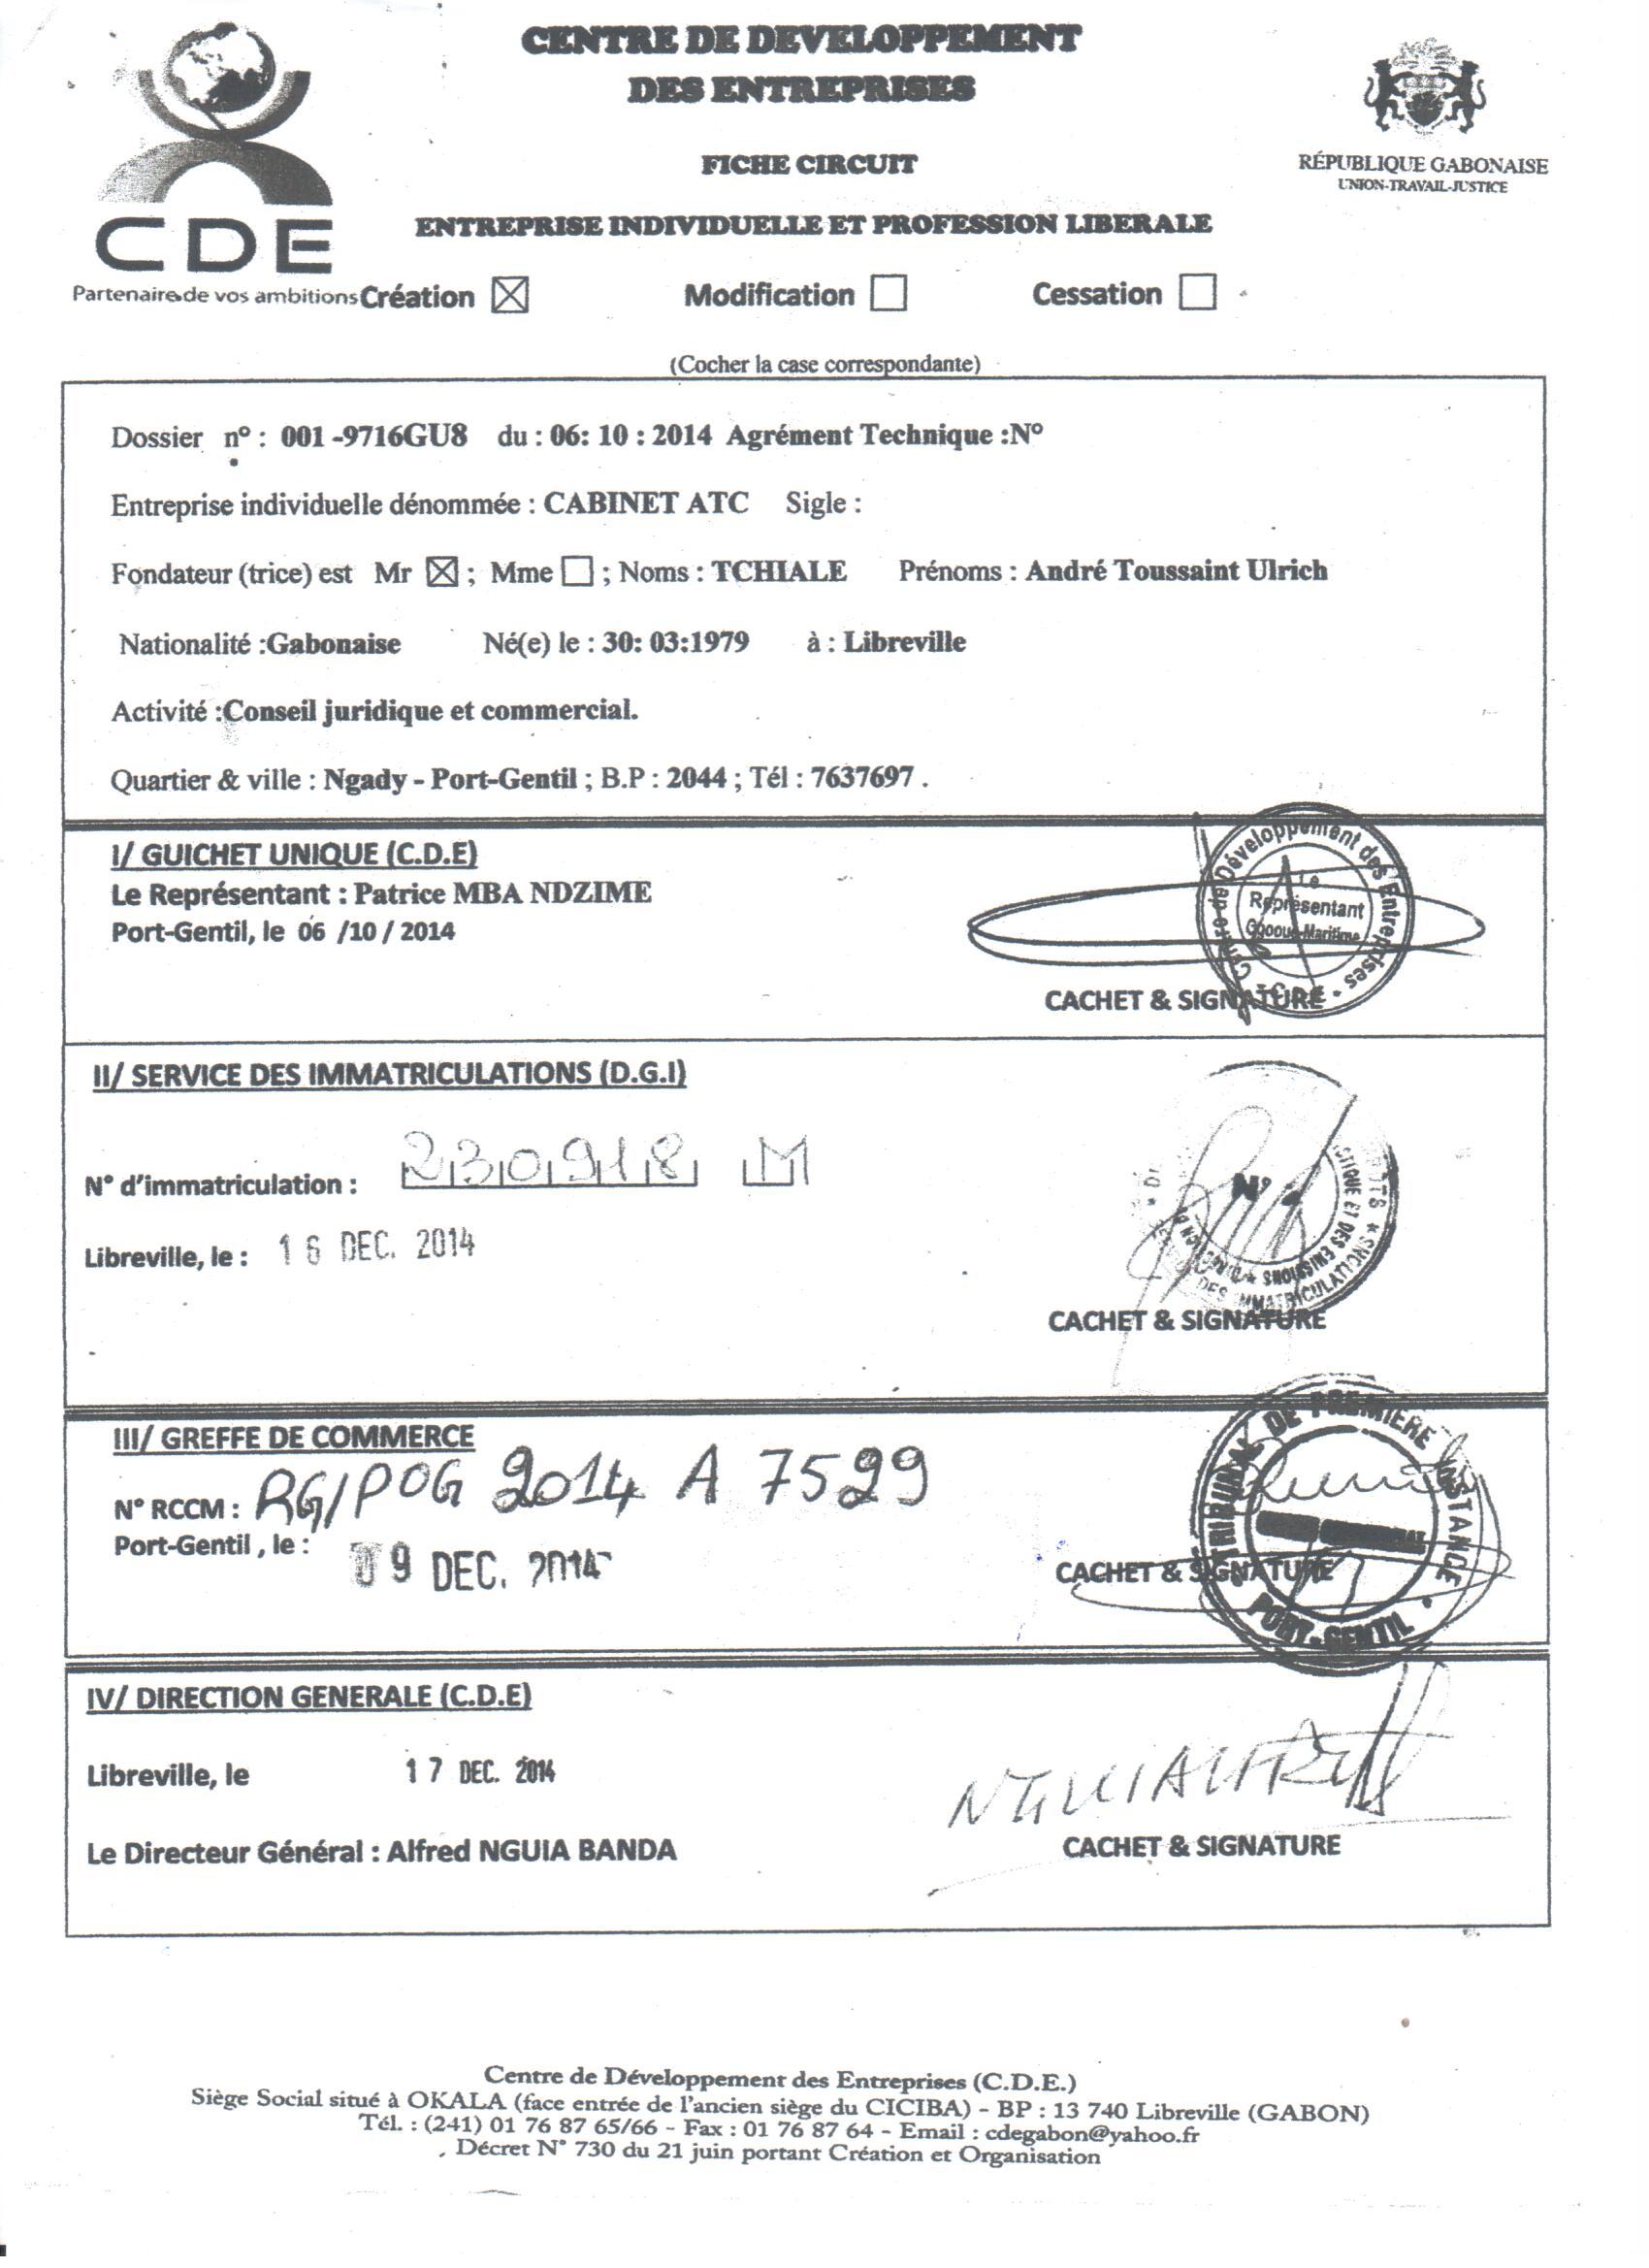 CENTRE DE DEVELOPPEMENT
DES ENTREPRISES
FICHE CIRCUIT
RÉPUBLIQUE GABONAISE
UNION-TRAVAIL-JUSTICE
ENTREPRISE INDIVIDUELLE ET PROFESSION LIBERALE
CDE
Partenaire de vos ambitions Création ☒ Modification ☐ Cessation ☐
(Cocher la case correspondante)
Dossier n° : 001 -9716GU8 du : 06: 10 : 2014 Agrément Technique :N°
Entreprise individuelle dénommée : CABINET ATC Sigle :
Fondateur (trice) est Mr ☒ ; Mme ☐ ; Noms : TCHIALE Prénoms : André Toussaint Ulrich
Nationalité :Gabonaise Né(e) le : 30: 03:1979 à : Libreville
Activité :Conseil juridique et commercial.
Quartier & ville : Ngady - Port-Gentil ; B.P : 2044 ; Tél : 7637697 .
I/ GUICHET UNIQUE (C.D.E)
Le Représentant : Patrice MBA NDZIME
Port-Gentil, le 06 /10 / 2014
Centre de Développement des Entreprises - C.D.E -
Le
Représentant
Ogooué-Maritime
CACHET & SIGNATURE
II/ SERVICE DES IMMATRICULATIONS (D.G.I)
N° d'immatriculation : 230918 M
Libreville, le : 16 DEC. 2014
DES IMMATRICULATIONS
CACHET & SIGNATURE
III/ GREFFE DE COMMERCE
N° RCCM : RG/POG 2014 A 7529
Port-Gentil , le : 09 DEC. 2014
TRIBUNAL DE PREMIERE INSTANCE
PORT-GENTIL
CACHET & SIGNATURE
IV/ DIRECTION GENERALE (C.D.E)
Libreville, le 17 DEC. 2014
Le Directeur Général : Alfred NGUIA BANDA
CACHET & SIGNATURE
Centre de Développement des Entreprises (C.D.E.)
Siège Social situé à OKALA (face entrée de l'ancien siège du CICIBA) - BP : 13 740 Libreville (GABON)
Tél. : (241) 01 76 87 65/66 - Fax : 01 76 87 64 - Email : cdegabon@yahoo.fr
Décret N° 730 du 21 juin portant Création et Organisation